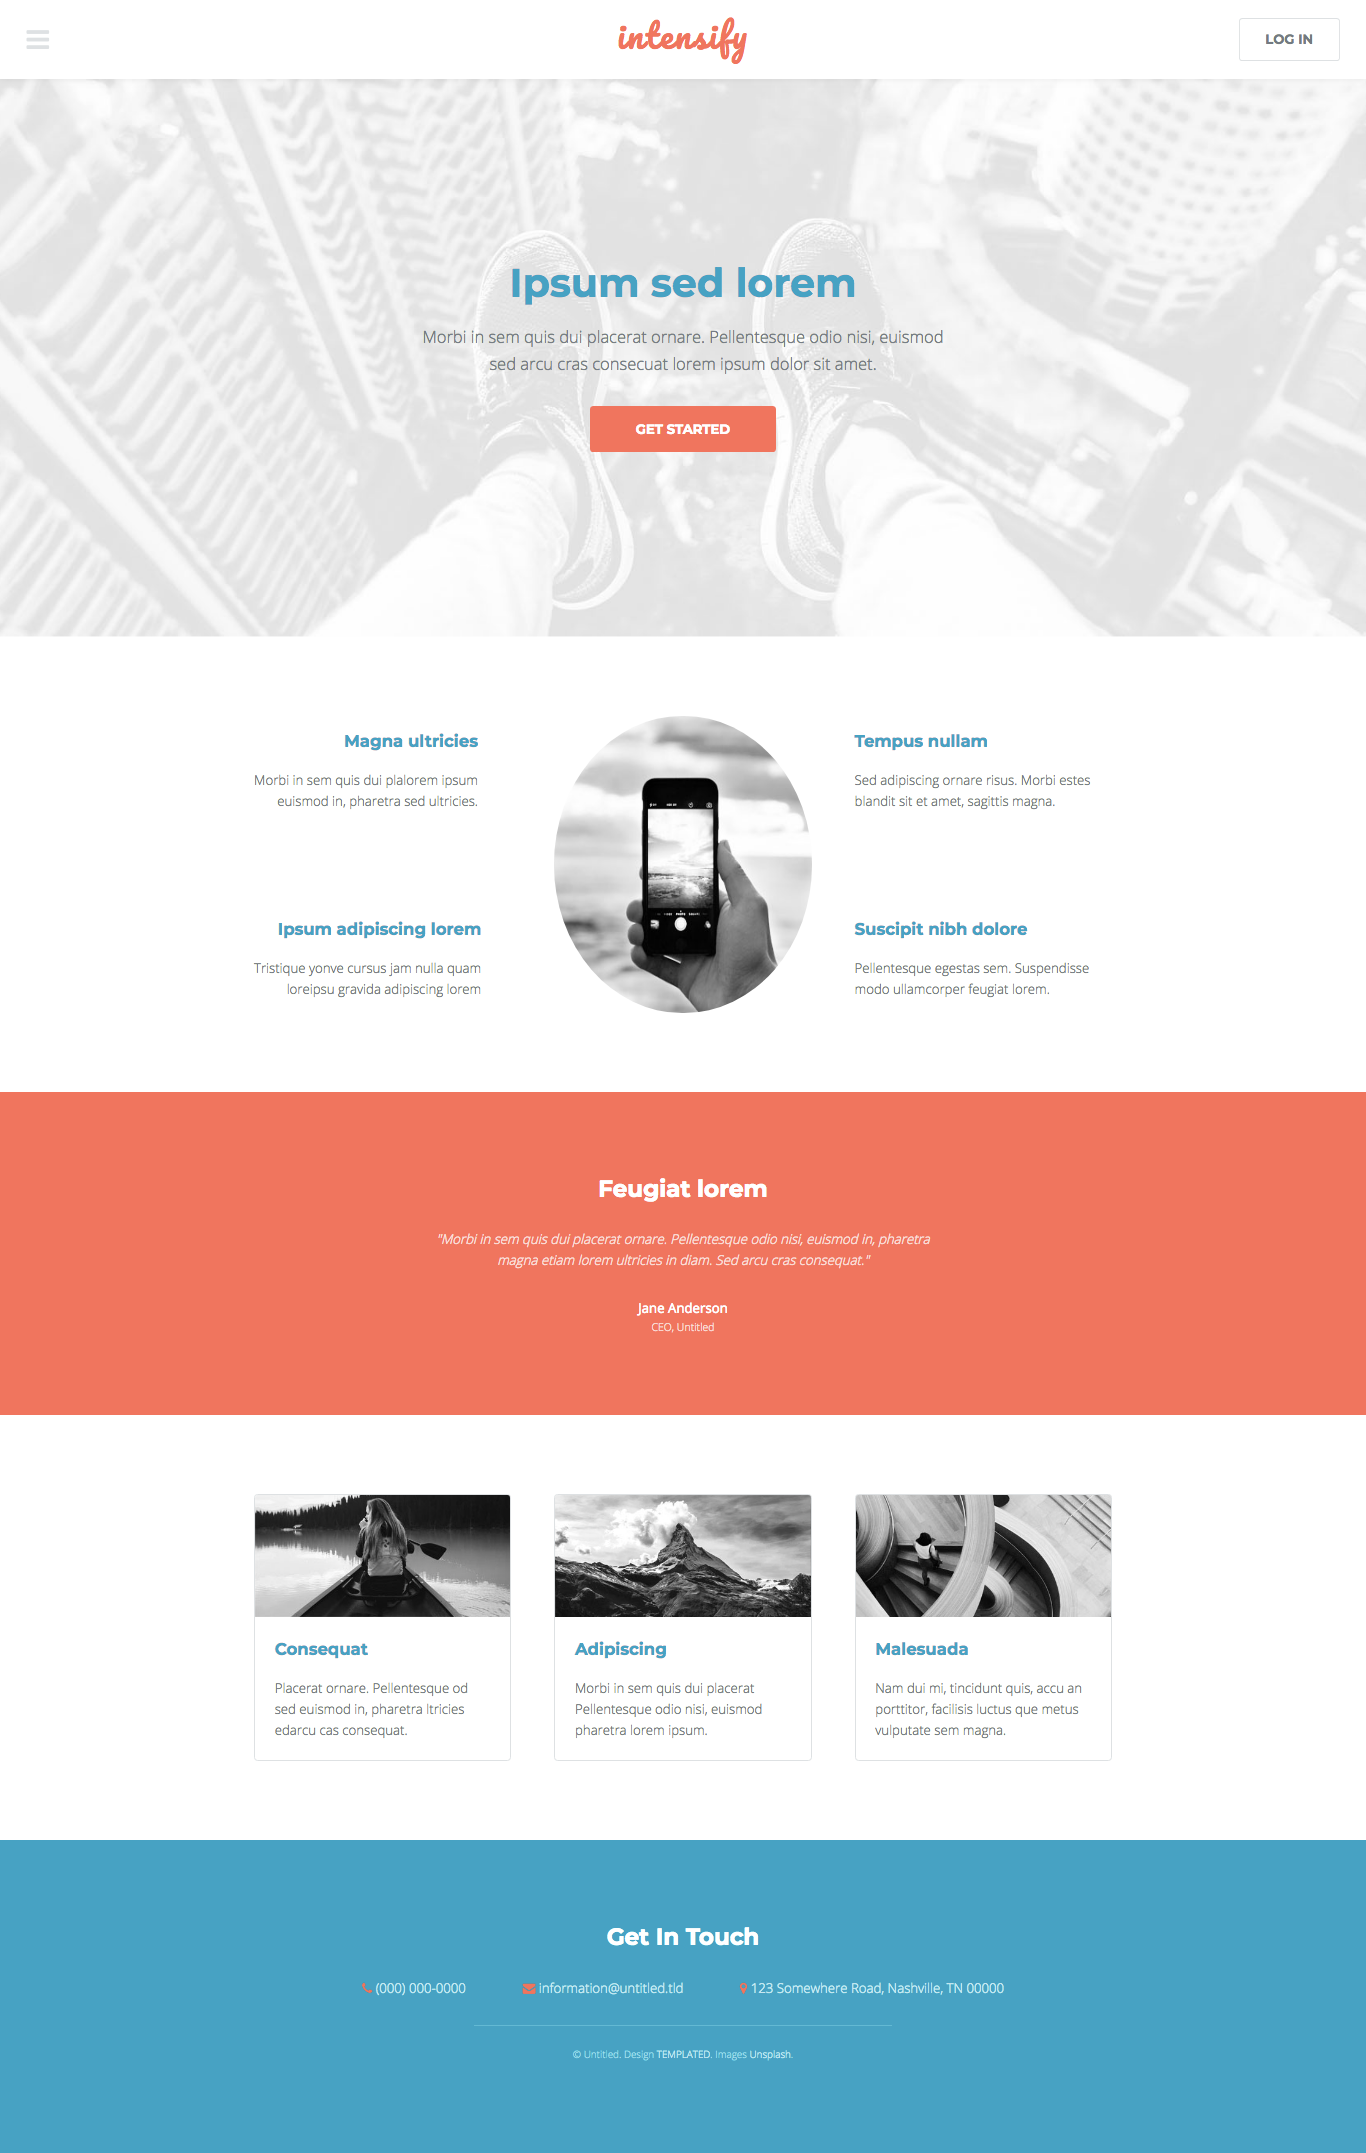 intensify
LOG IN
Ipsum sed lorem
Morbi in sem quis dui placerat ornare. Pellentesque odio nisi, euismod
sed arcu cras consecuat lorem ipsum dolor sit amet.
GET STARTED
Magna ultricies
Morbi in sem quis dui plalorem ipsum
euismod in, pharetra sed ultricies.
Tempus nullam
Sed adipiscing ornare risus. Morbi estes
blandit sit et amet, sagittis magna.
Ipsum adipiscing lorem
Tristique yonve cursus jam nulla quam
loreipsu gravida adipiscing lorem
Suscipit nibh dolore
Pellentesque egestas sem. Suspendisse
modo ullamcorper feugiat lorem.
Feugiat lorem
"Morbi in sem quis dui placerat ornare. Pellentesque odio nisi, euismod in, pharetra
magna etiam lorem ultricies in diam. Sed arcu cras consequat."
Jane Anderson
CEO, Untitled
Consequat
Placerat ornare. Pellentesque od
sed euismod in, pharetra ltricies
edarcu cas consequat.
Adipiscing
Morbi in sem quis dui placerat
Pellentesque odio nisi, euismod
pharetra lorem ipsum.
Malesuada
Nam dui mi, tincidunt quis, accu an
porttitor, facilisis luctus que metus
vulputate sem magna.
Get In Touch
(000) 000-0000
information@untitled.tld
123 Somewhere Road, Nashville, TN 00000
© Untitled. Design TEMPLATED. Images Unsplash.